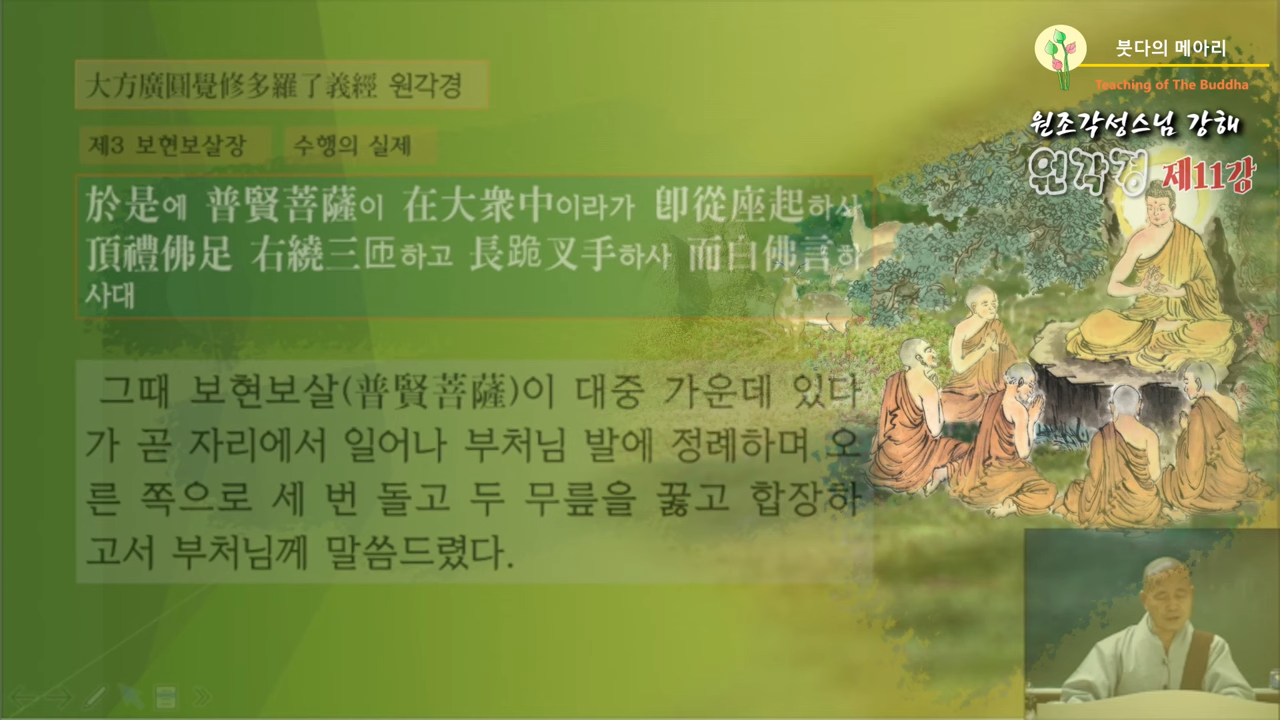 붓다의 메아리
Teaching of The Buddha
원조각성스님 강해
원각경 제11강
大方廣圓覺修多羅了義經 원각경
제3 보현보살장 수행의 실제
於是에 普賢菩薩이 在大衆中이라가 卽從座起하사
頂禮佛足 右繞三匝하고 長跪叉手하사 而白佛言하
사대
그때 보현보살(普賢菩薩)이 대중 가운데 있다
가 곧 자리에서 일어나 부처님 발에 정례하며 오
른 쪽으로 세 번 돌고 두 무릎을 꿇고 합장하
고서 부처님께 말씀드렸다.